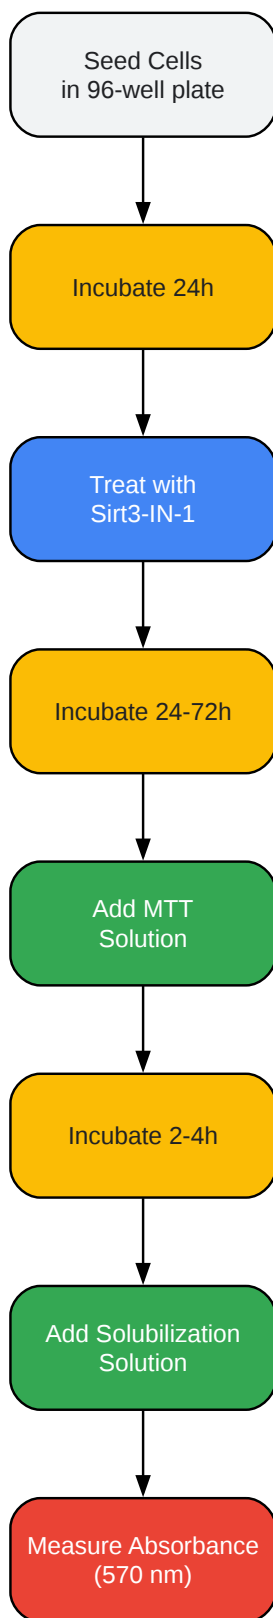 Seed Cells
in 96-well plate
Incubate 24h
Treat with
Sirt3-IN-1
Incubate 24-72h
Add MTT
Solution
Incubate 2-4h
Add Solubilization
Solution
Measure Absorbance
(570 nm)